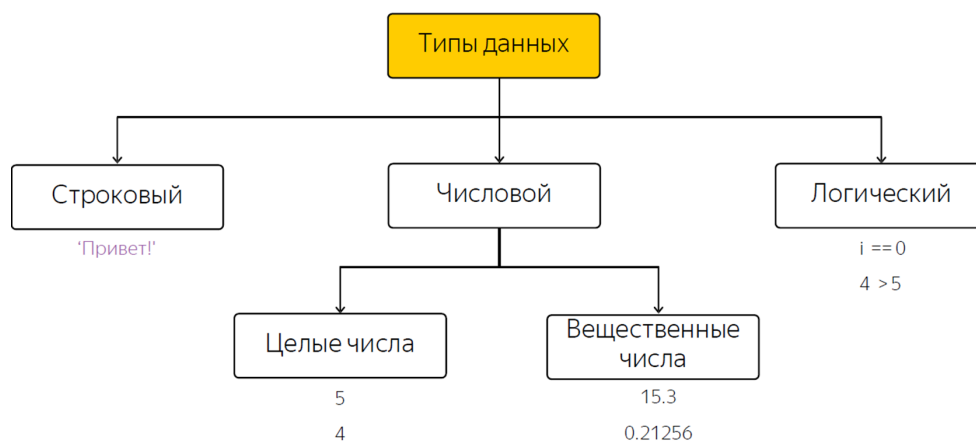 Типы данных
Строковый
Числовой
Логический
‘Привет!'
i ==0
4 >5
Целые числа
Вещественные
числа
5
15.3
4
0.21256